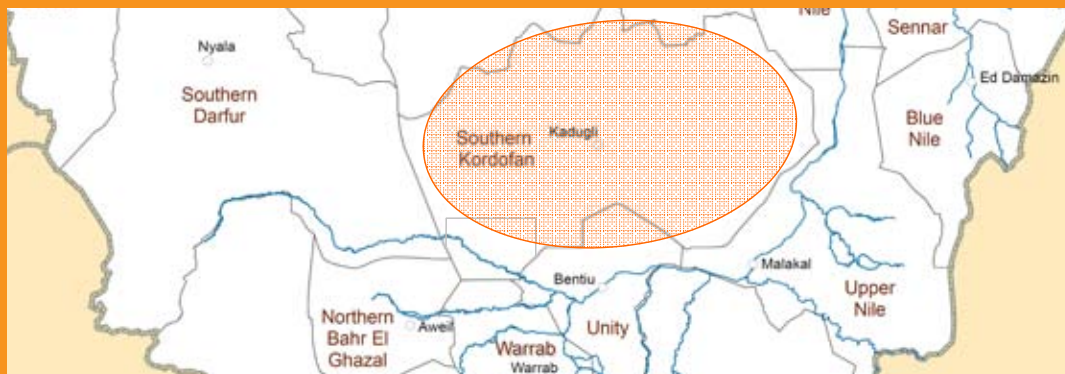 Nile
Sennar
Nyala
Ed Damazin
Southern
Darfur
Blue
Nile
Southern
Kordofan
Kadugli
Malakal
Bentiu
Upper
Nile
Northern
Bahr El
Ghazal
Aweil
Unity
Warrab
Warrab